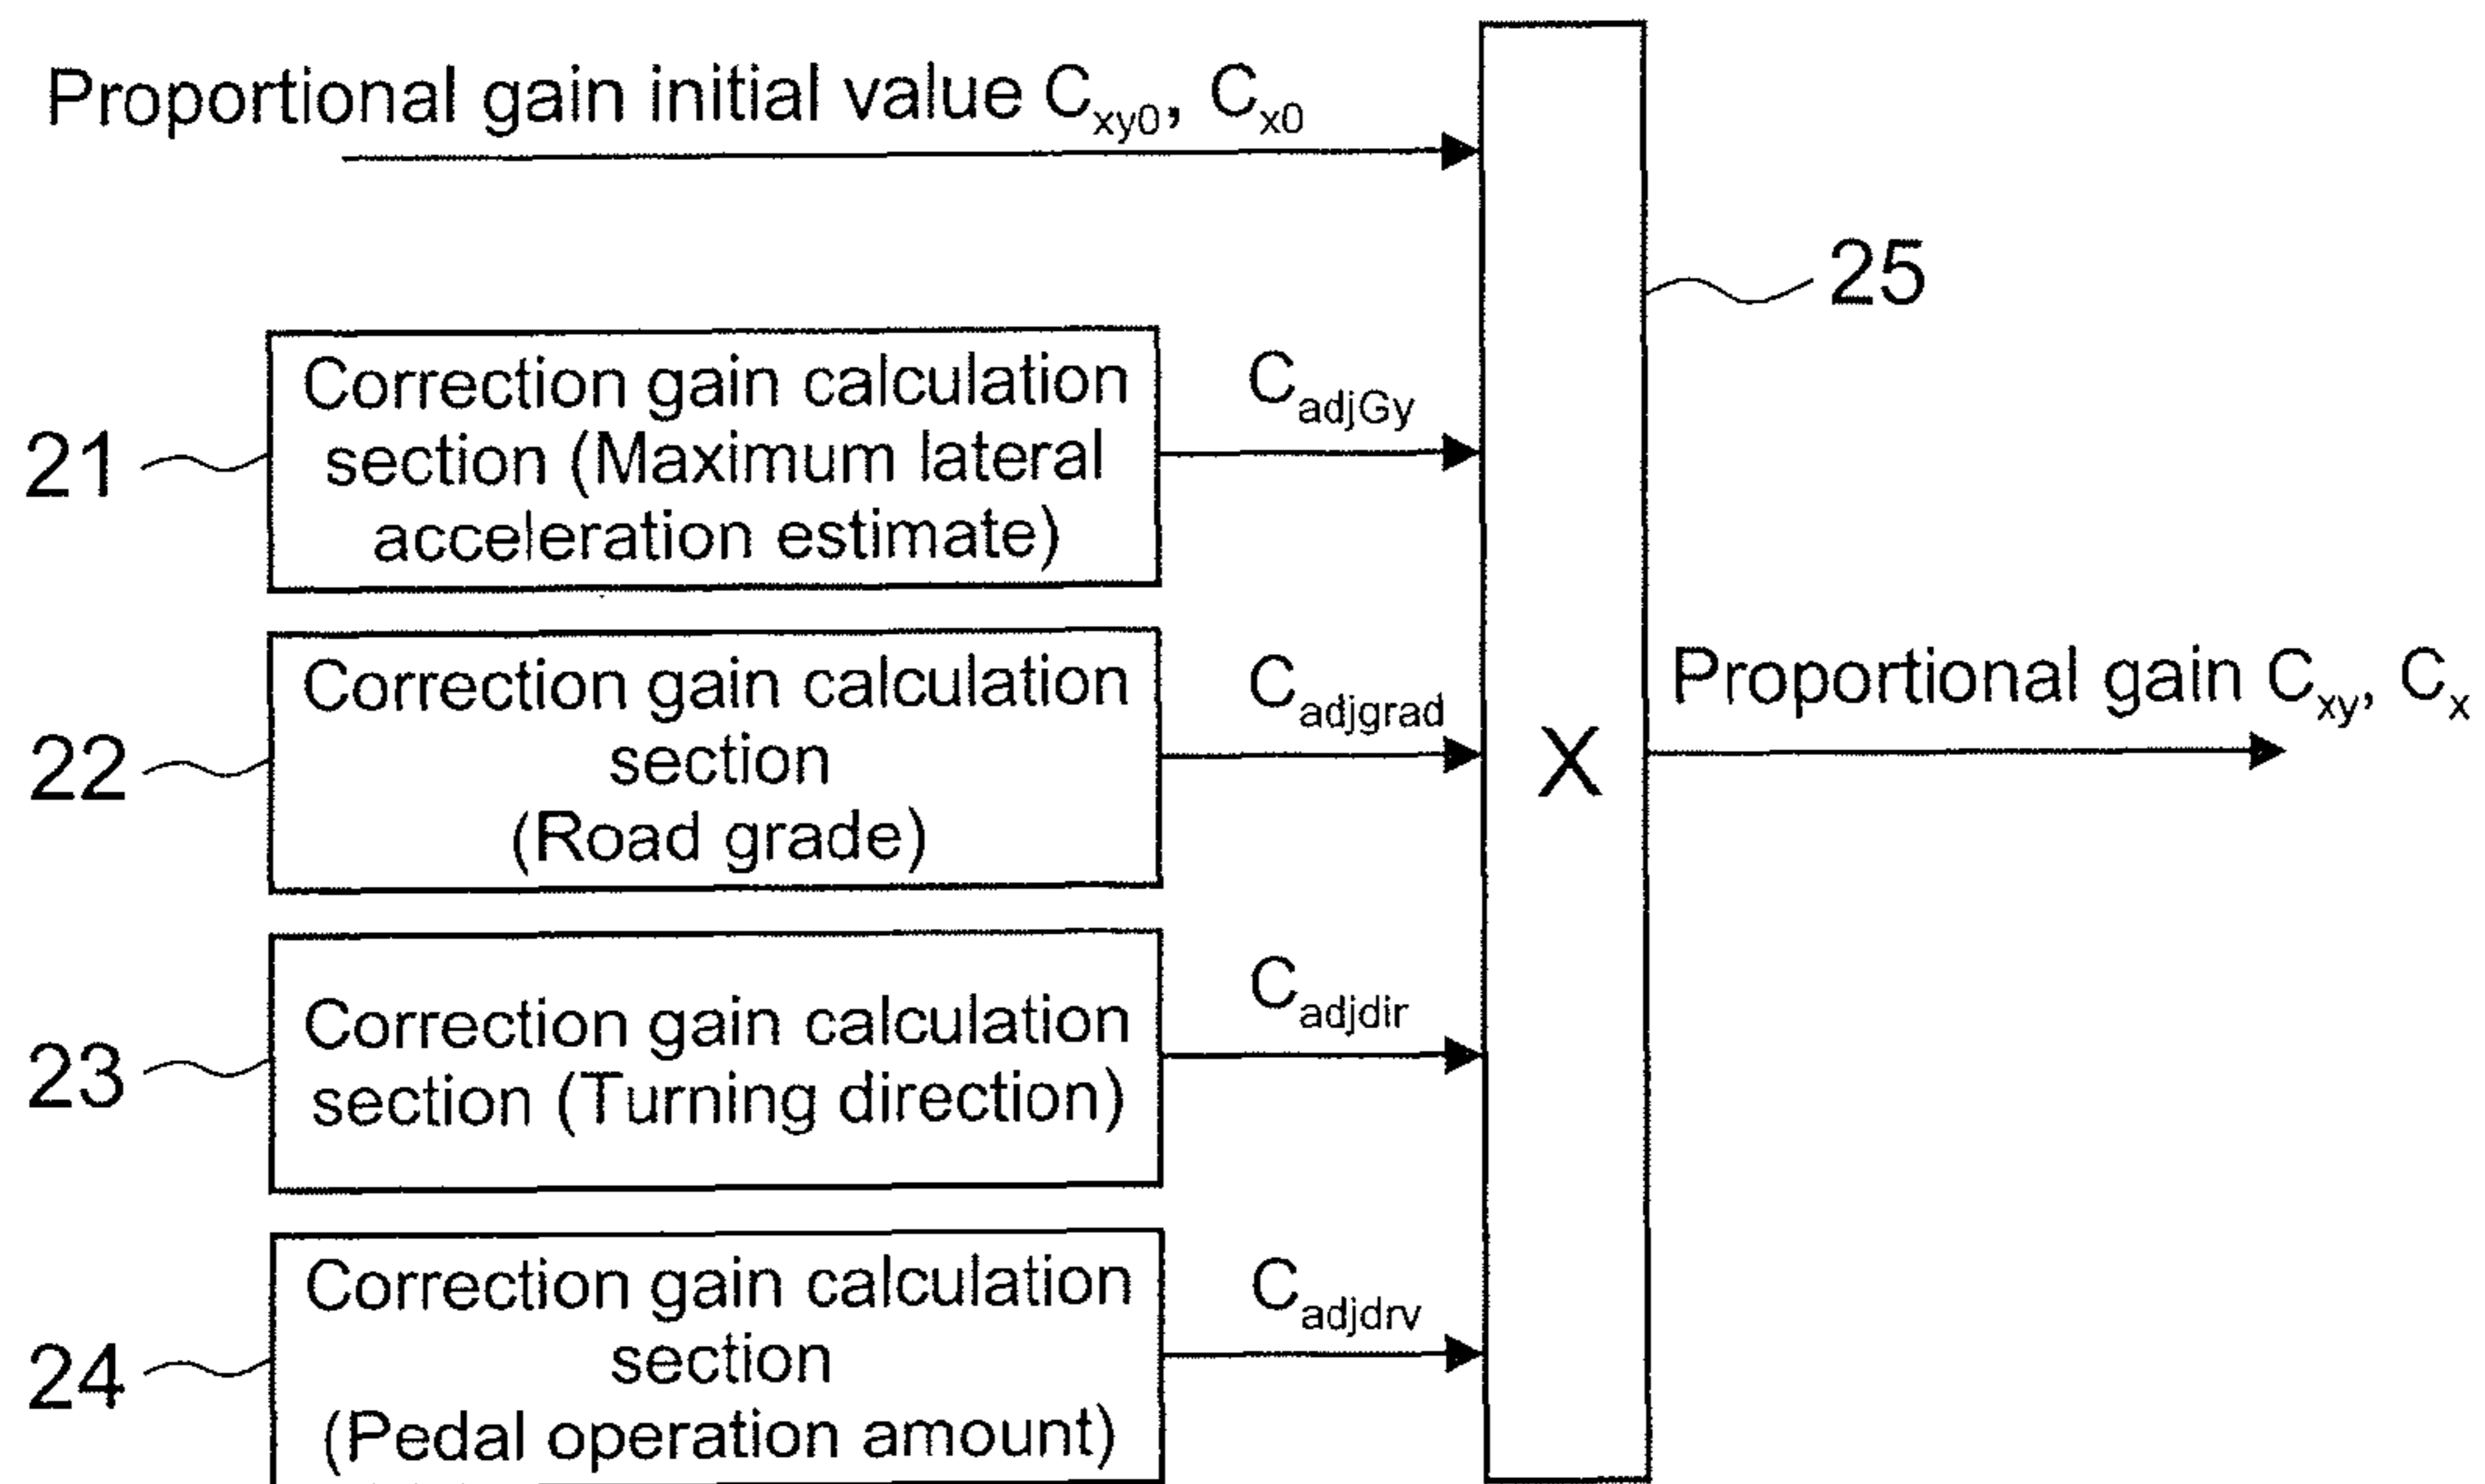 Proportional gain initial value Cxy0, Cx0
25
21
Correction gain calculation
section (Maximum lateral
acceleration estimate)
CadjGy
22
Correction gain calculation
section
(Road grade)
Cadjgrad
X
Proportional gain Cxy, Cx
23
Correction gain calculation
section (Turning direction)
Cadjdir
24
Correction gain calculation
section
(Pedal operation amount)
Cadjdrv